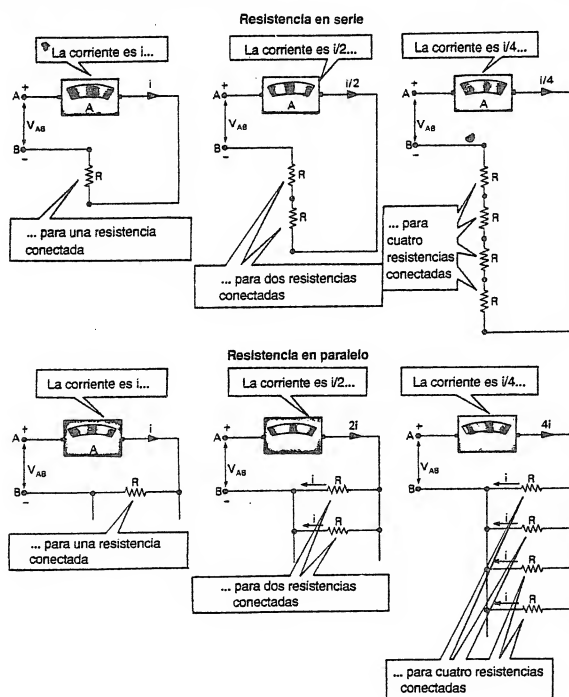 Resistencia en serie
La corriente es i...
La corriente es i/2...
La corriente es i/4...
A
+
A
i
V_AB
B
−
R
... para una resistencia
conectada
A
+
A
i/2
V_AB
B
−
R
R
... para dos resistencias
conectadas
A
+
A
i/4
V_AB
B
−
R
R
R
R
... para
cuatro
resistencias
conectadas
Resistencia en paralelo
La corriente es i...
La corriente es i/2...
La corriente es i/4...
A
+
A
i
V_AB
B
−
R
... para una resistencia
conectada
A
+
2i
V_AB
B
−
i
R
i
R
... para dos resistencias
conectadas
A
+
4i
V_AB
B
−
i
R
i
R
i
R
i
R
... para cuatro resistencias
conectadas